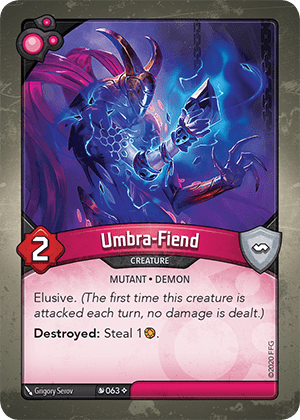 Umbra-Fiend
CREATURE
2
MUTANT • DEMON
Elusive. (The first time this creature is
attacked each turn, no damage is dealt.)
Destroyed: Steal 1.
Grigory Serov
063
©2020 FFG